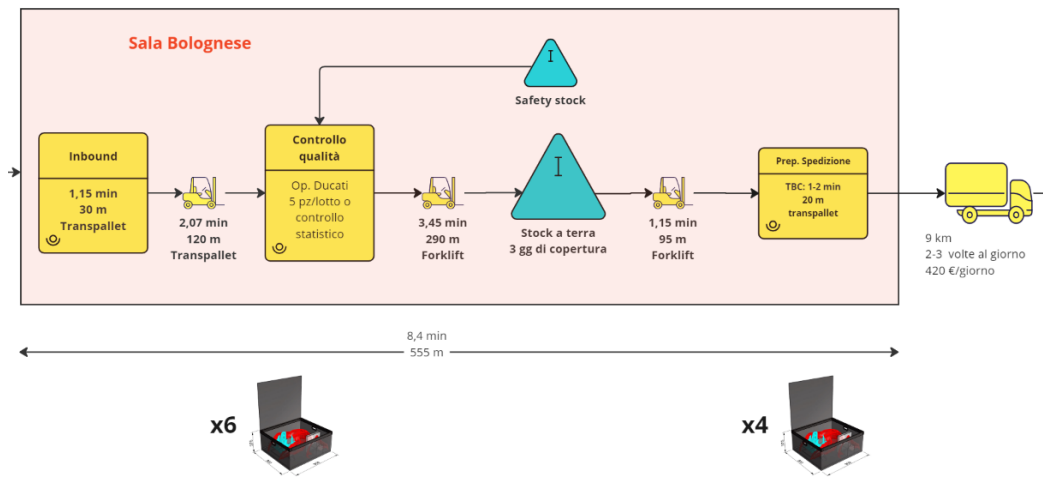 Sala Bolognese
Safety stock
Inbound
1,15 min
30 m
Transpallet
2,07 min
120 m
Transpallet
Controllo
qualità
Op. Ducati
5 pz/lotto o
controllo
statistico
3,45 min
290 m
Forklift
I
I
Stock a terra
3 gg di copertura
1,15 min
95 m
Forklift
Prep. Spedizione
TBC: 1-2 min
20 m
transpallet
9 km
2-3 volte al giorno
420 €/giorno
8,4 min
555 m
x6
x4